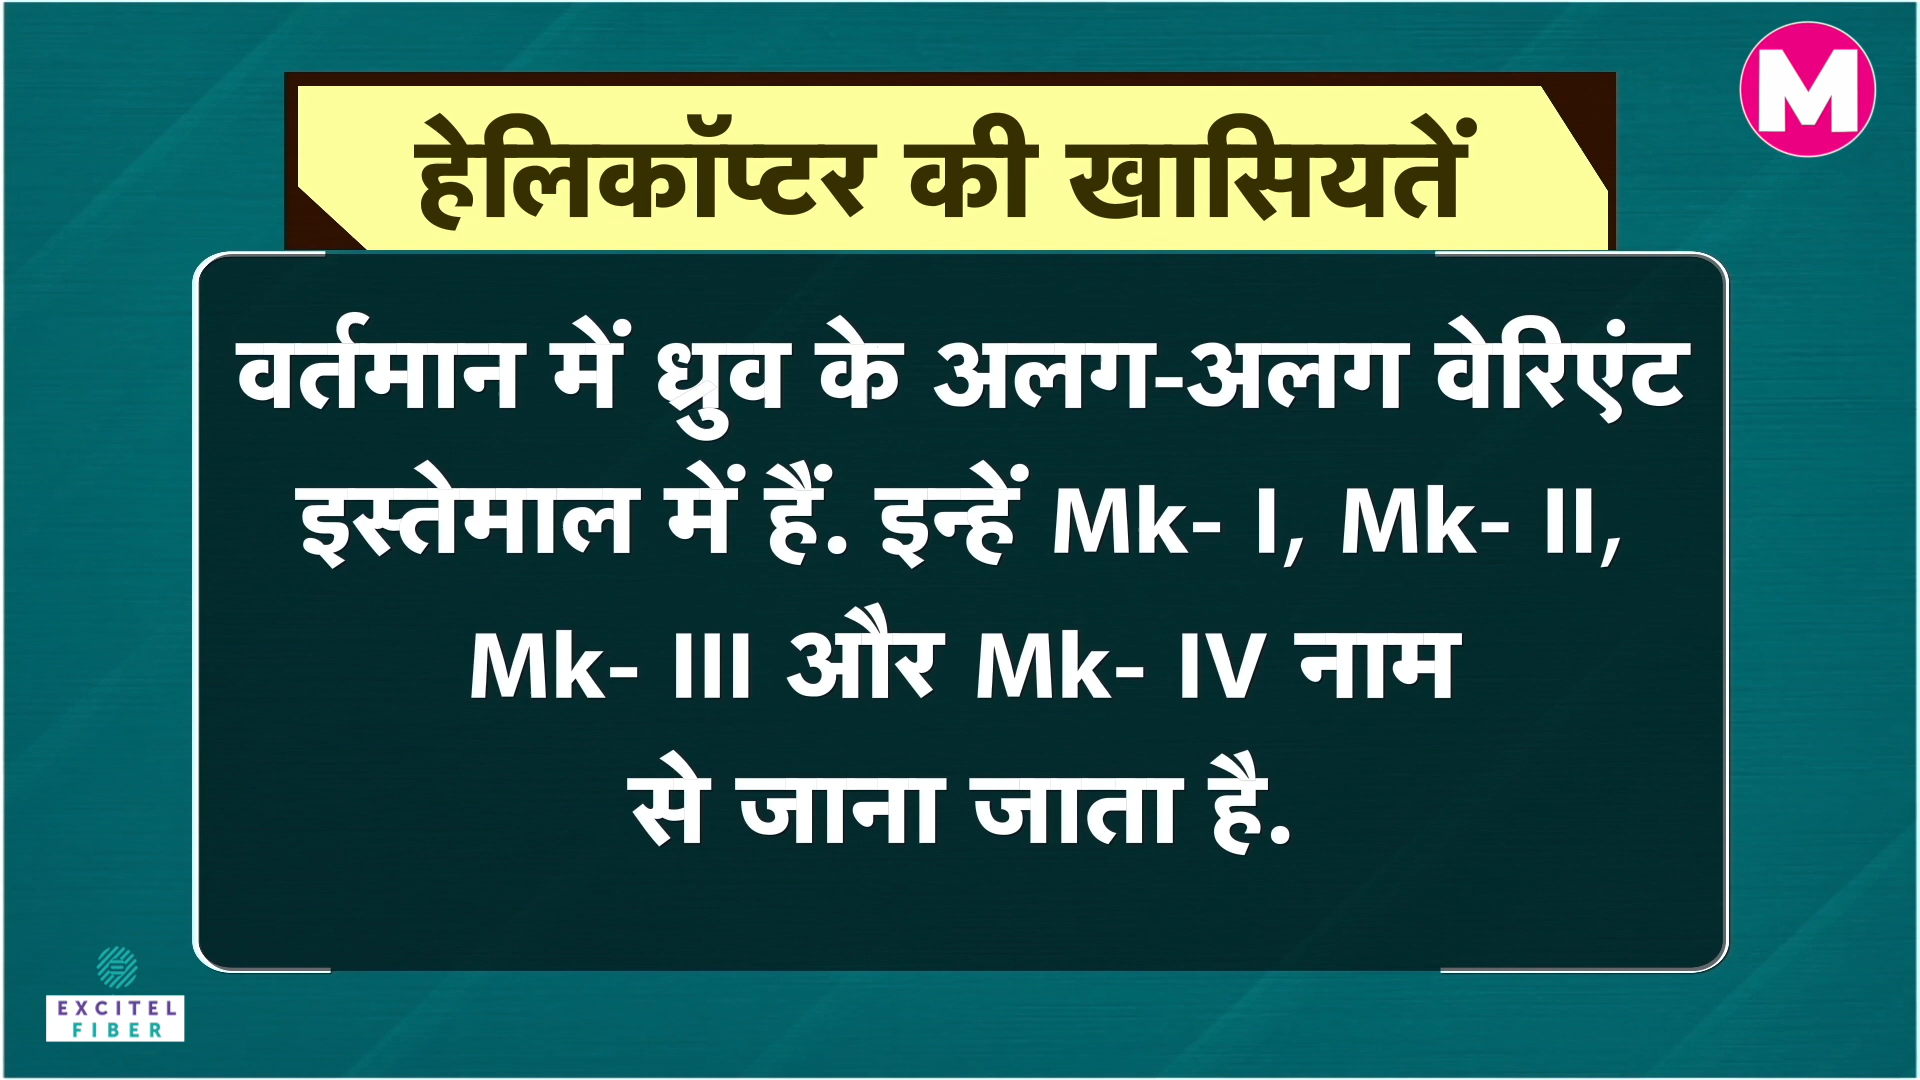 M
हेलिकॉप्टर की खासियतें
वर्तमान में ध्रुव के अलग-अलग वेरिएंट
इस्तेमाल में हैं. इन्हें Mk- I, Mk- II,
Mk- III और Mk- IV नाम
से जाना जाता है.
EXCITEL
FIBER